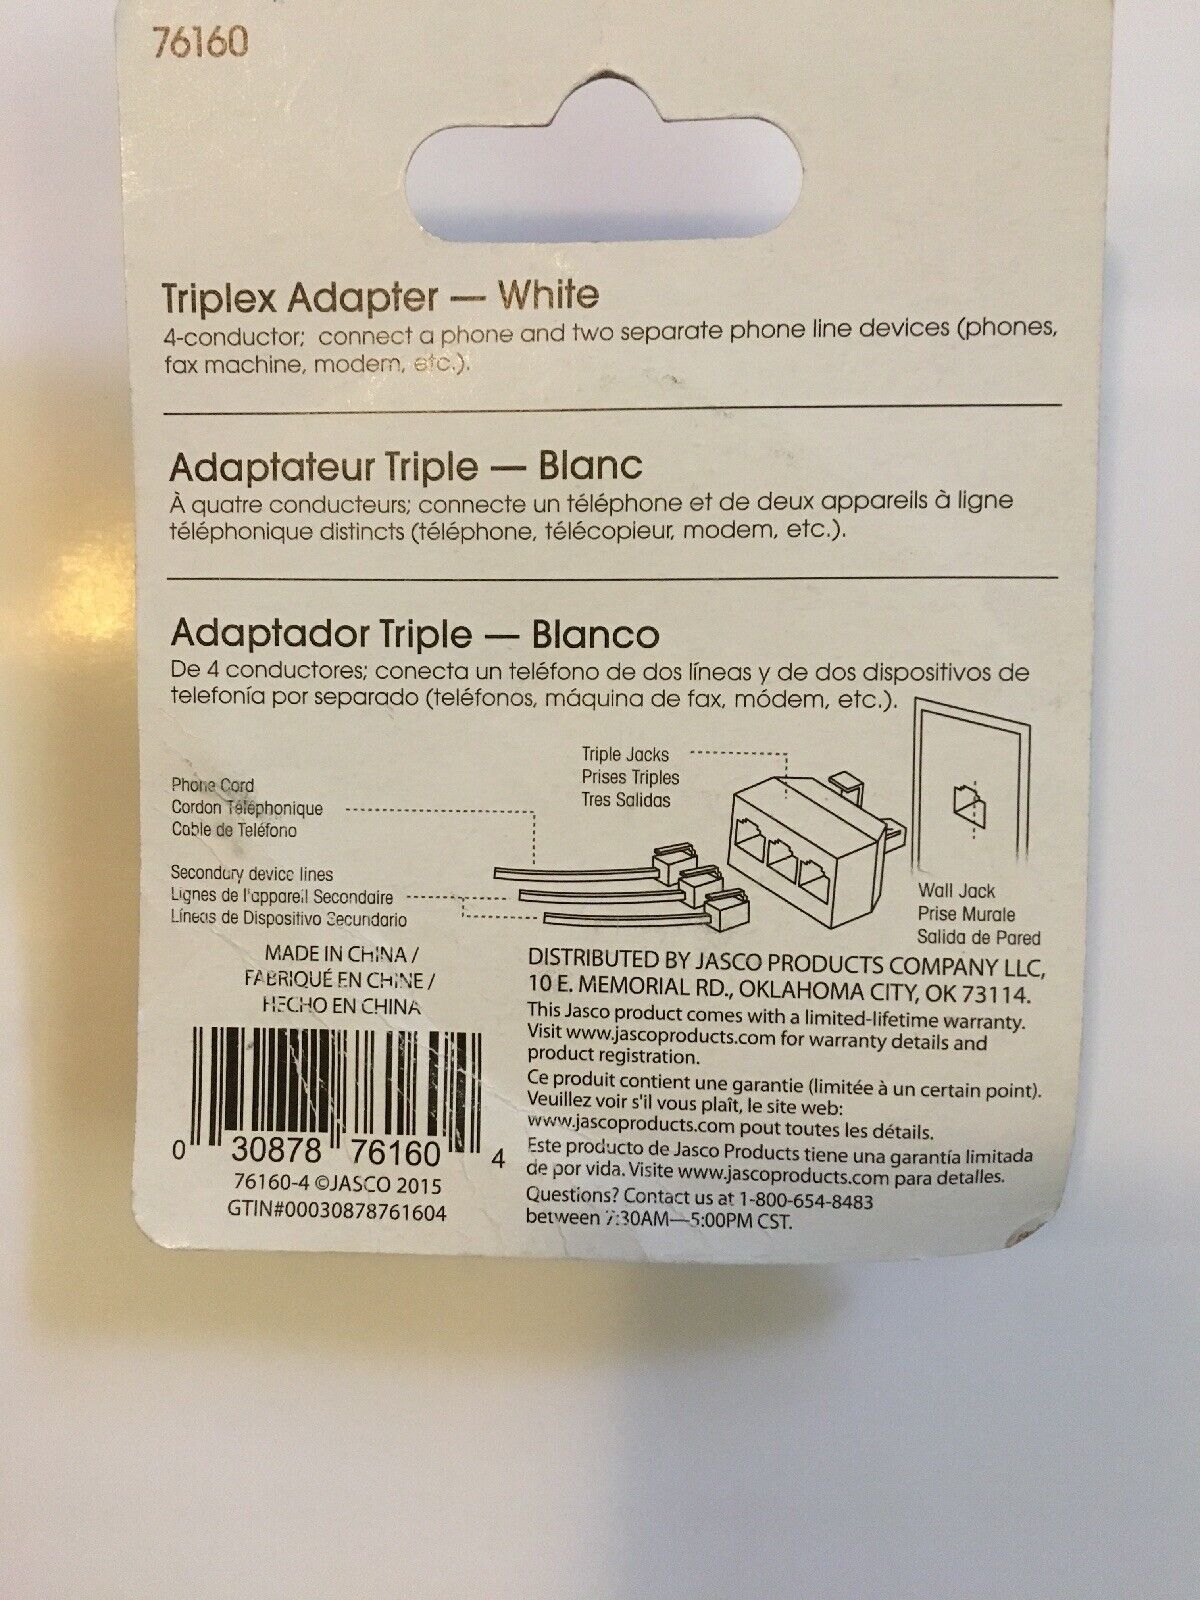 76160
Triplex Adapter — White
4-conductor; connect a phone and two separate phone line devices (phones,
fax machine, modem, etc.).
Adaptateur Triple — Blanc
À quatre conducteurs; connecte un téléphone et de deux appareils à ligne
téléphonique distincts (téléphone, télécopieur, modem, etc.).
Adaptador Triple — Blanco
De 4 conductores; conecta un teléfono de dos líneas y de dos dispositivos de
telefonía por separado (teléfonos, máquina de fax, módem, etc.).
Triple Jacks
Prises Triples
Tres Salidas
Phone Cord
Cordon Téléphonique
Cable de Teléfono
Secondary device lines
Lignes de l'appareil Secondaire
Líneas de Dispositivo Secundario
Wall Jack
Prise Murale
Salida de Pared
MADE IN CHINA /
FABRIQUÉ EN CHINE /
HECHO EN CHINA
0 30878 76160 4
76160-4 ©JASCO 2015
GTIN#00030878761604
DISTRIBUTED BY JASCO PRODUCTS COMPANY LLC,
10 E. MEMORIAL RD., OKLAHOMA CITY, OK 73114.
This Jasco product comes with a limited-lifetime warranty.
Visit www.jascoproducts.com for warranty details and
product registration.
Ce produit contient une garantie (limitée à un certain point).
Veuillez voir s'il vous plaît, le site web:
www.jascoproducts.com pout toutes les détails.
Este producto de Jasco Products tiene una garantía limitada
de por vida. Visite www.jascoproducts.com para detalles.
Questions? Contact us at 1-800-654-8483
between 7:30AM—5:00PM CST.